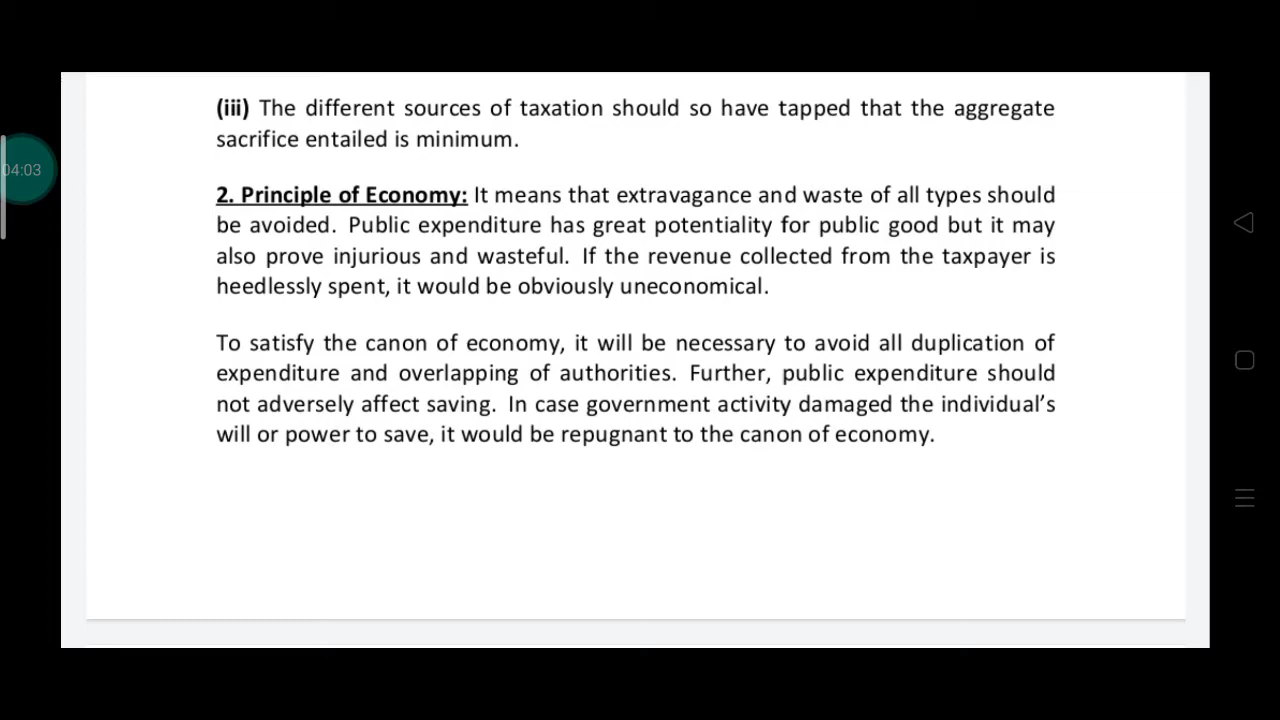 (iii) The different sources of taxation should so have tapped that the aggregate
sacrifice entailed is minimum.
2. Principle of Economy: It means that extravagance and waste of all types should
be avoided. Public expenditure has great potentiality for public good but it may
also prove injurious and wasteful. If the revenue collected from the taxpayer is
heedlessly spent, it would be obviously uneconomical.
To satisfy the canon of economy, it will be necessary to avoid all duplication of
expenditure and overlapping of authorities. Further, public expenditure should
not adversely affect saving. In case government activity damaged the individual’s
will or power to save, it would be repugnant to the canon of economy.
04:03